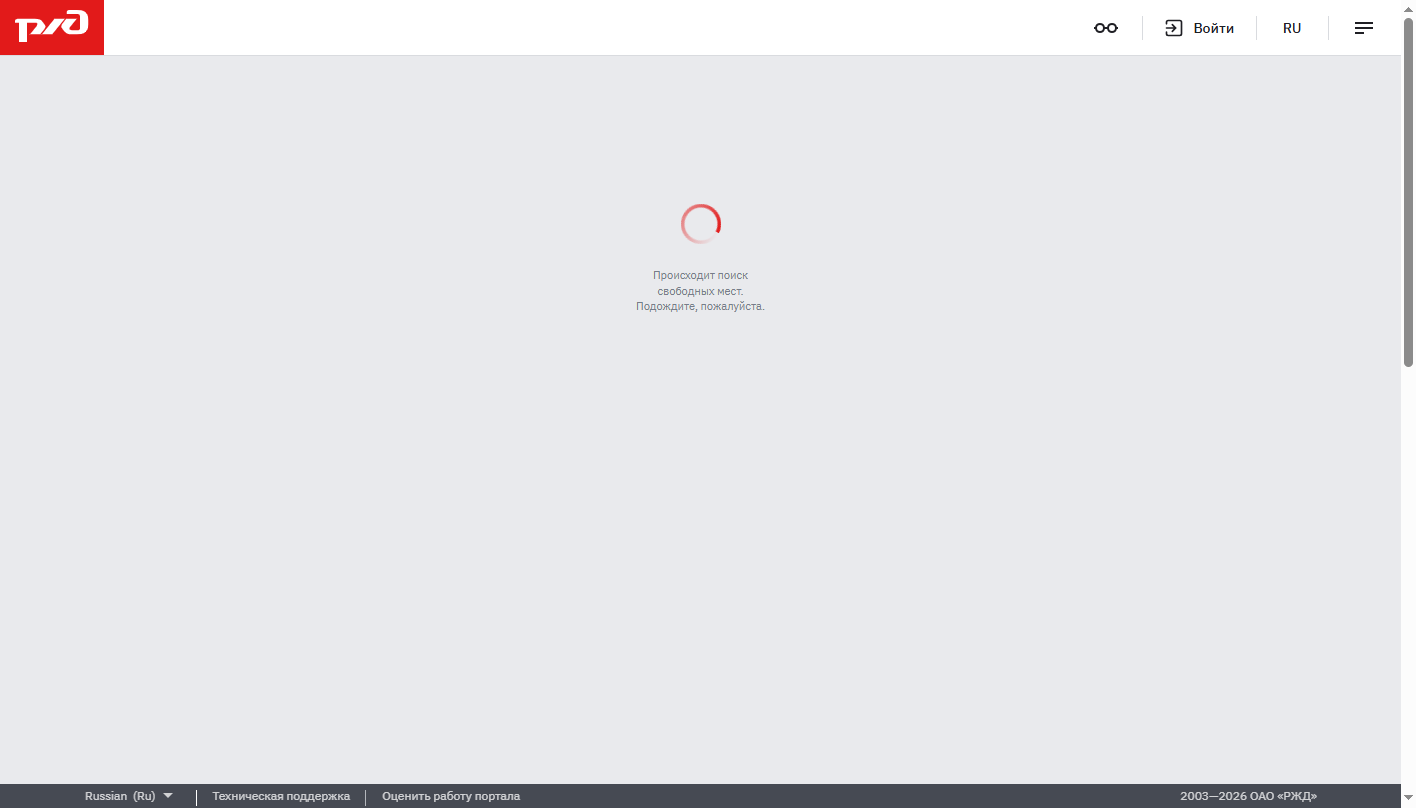 ржд
Войти
RU
Происходит поиск
свободных мест.
Подождите, пожалуйста.
Russian (Ru)
Техническая поддержка
Оценить работу портала
2003—2026 ОАО «РЖД»